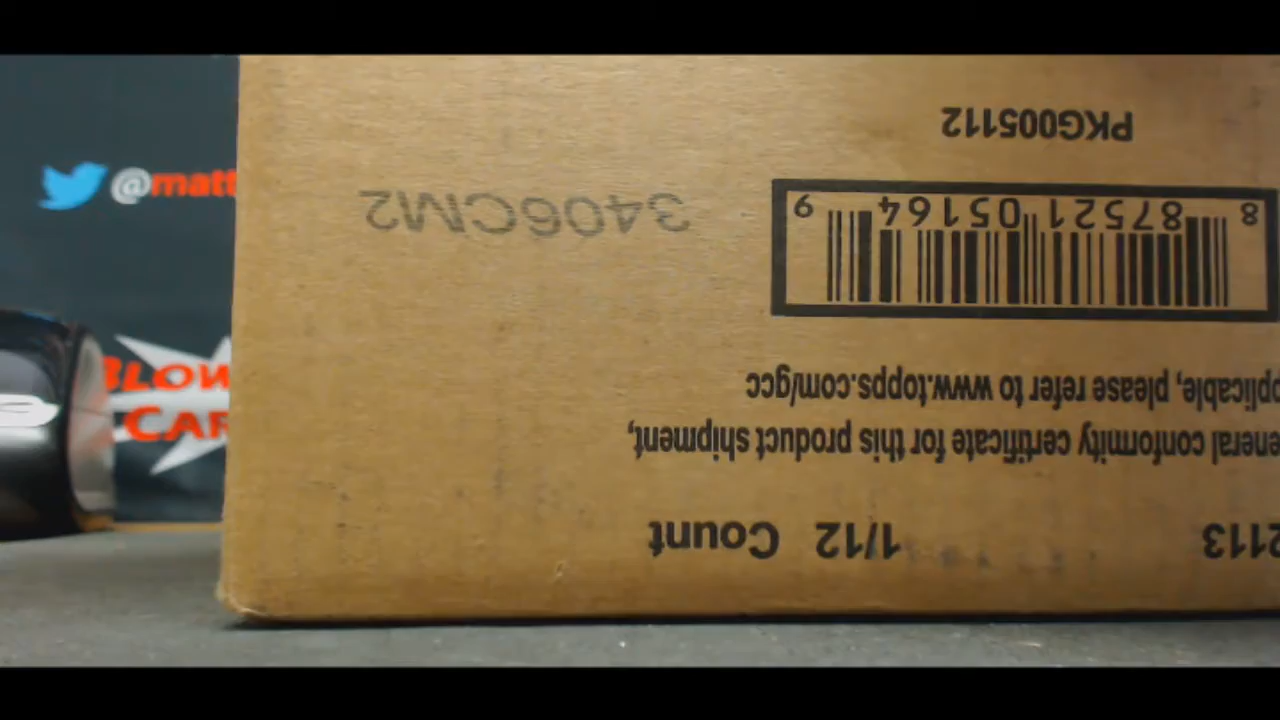 @matt
BLOW
CAR
2113 1/12 Count
eneral conformity certificate for this product shipment,
pplicable, please refer to www.topps.com/gcc
8 87521 05164 9
3406CM2
PKG005112